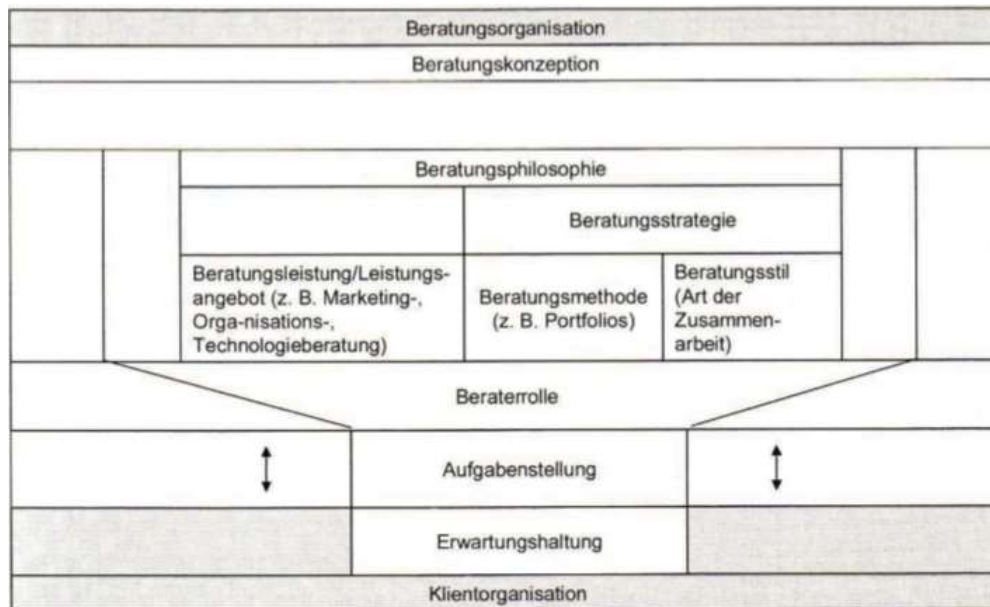 Beratungsorganisation
Beratungskonzeption
Beratungsphilosophie
Beratungsstrategie
Beratungsleistung/Leistungs-
angebot (z. B. Marketing-,
Orga-nisations-,
Technologieberatung)
Beratungsmethode
(z. B. Portfolios)
Beratungsstil
(Art der
Zusammen-
arbeit)
Beraterrolle
Aufgabenstellung
Erwartungshaltung
Klientorganisation